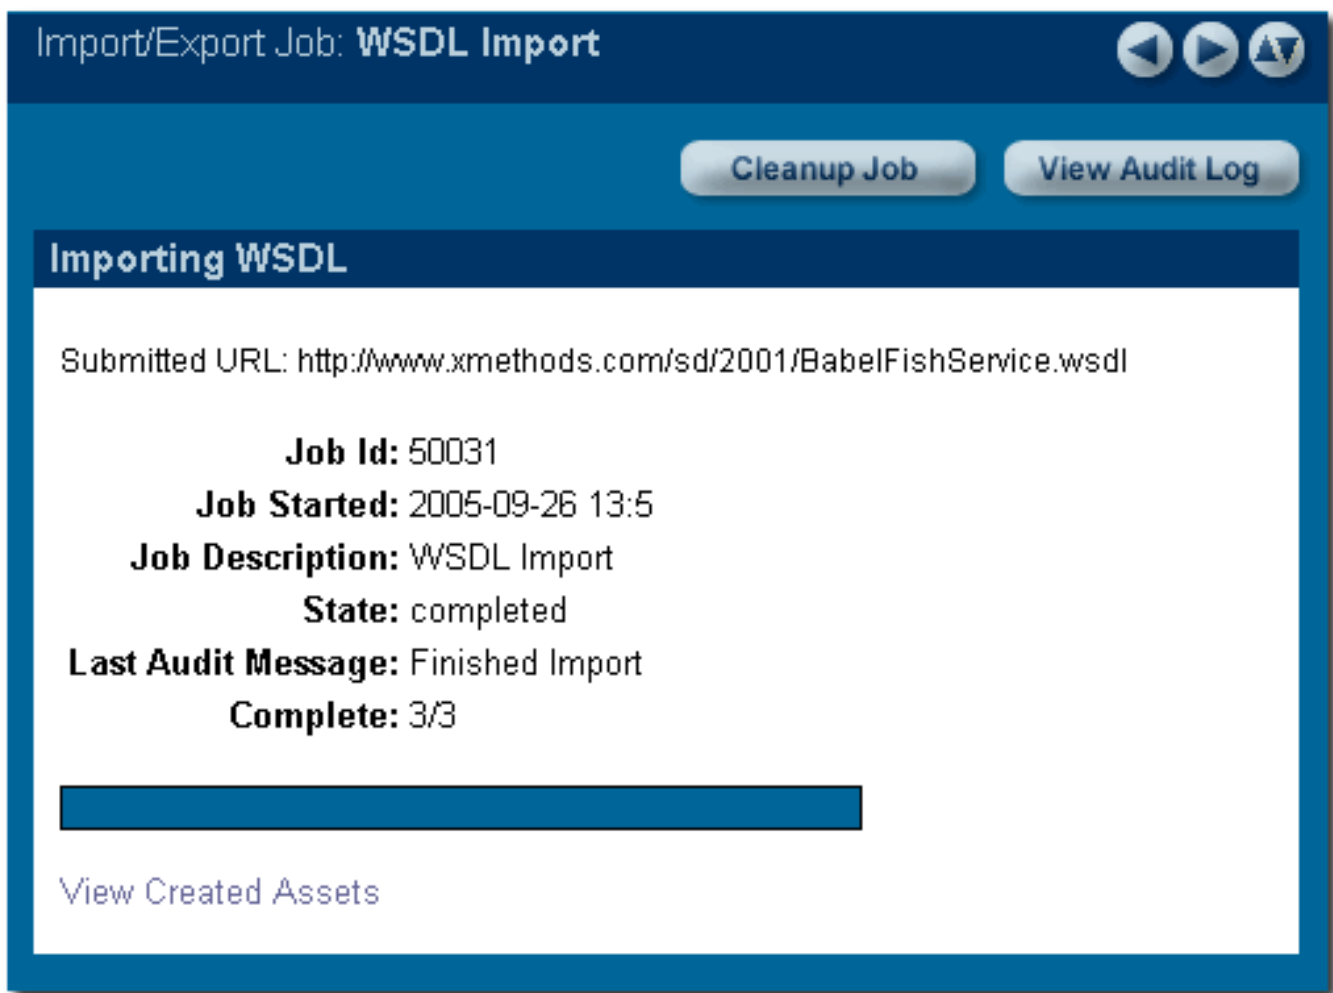 Import/Export Job: WSDL Import
Cleanup Job
View Audit Log
Importing WSDL
Submitted URL: http://www.xmethods.com/sd/2001/BabelFishService.wsdl
Job Id: 50031
Job Started: 2005-09-26 13:5
Job Description: WSDL Import
State: completed
Last Audit Message: Finished Import
Complete: 3/3
View Created Assets